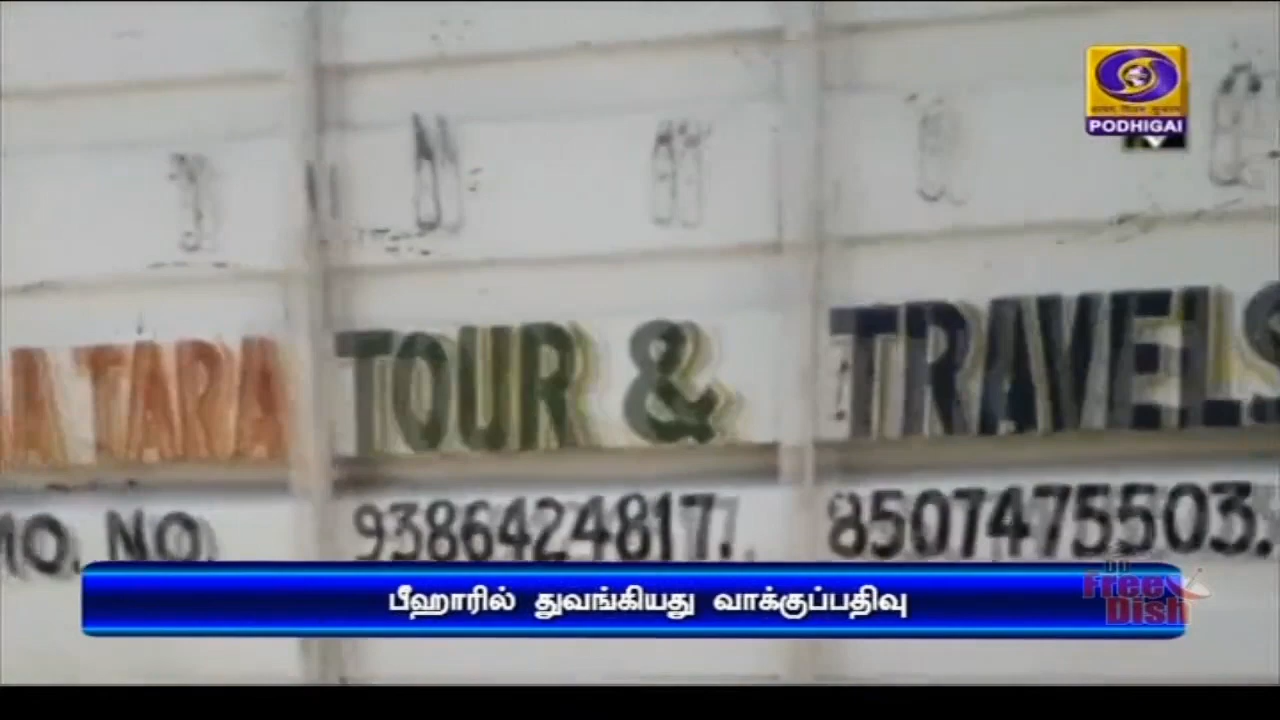 PODHIGAI
TARA TOUR & TRAVELS
MO. NO. 9386424817. 8507475503.
பீஹாரில் துவங்கியது வாக்குப்பதிவு
Free
Dish